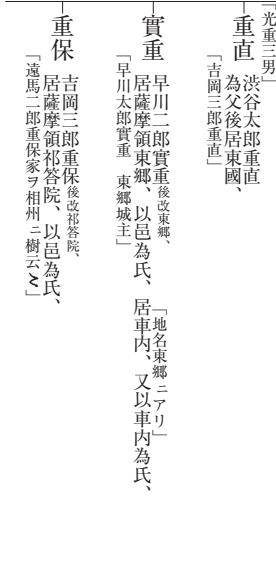 「光重三男」
重直
渋谷太郎重直
為父後居東國、
「吉岡三郎重直」
實重
早川二郎實重後改東郷、
「地名東郷ニアリ」
居薩摩領東郷、以邑為氏、居車内、又以車内為氏、
「早川太郎實重 東郷城主」
重保
吉岡三郎重保後改祁答院、
居薩摩領祁答院、以邑為氏、
「遠馬二郎重保家ヲ相州ニ樹云〻」